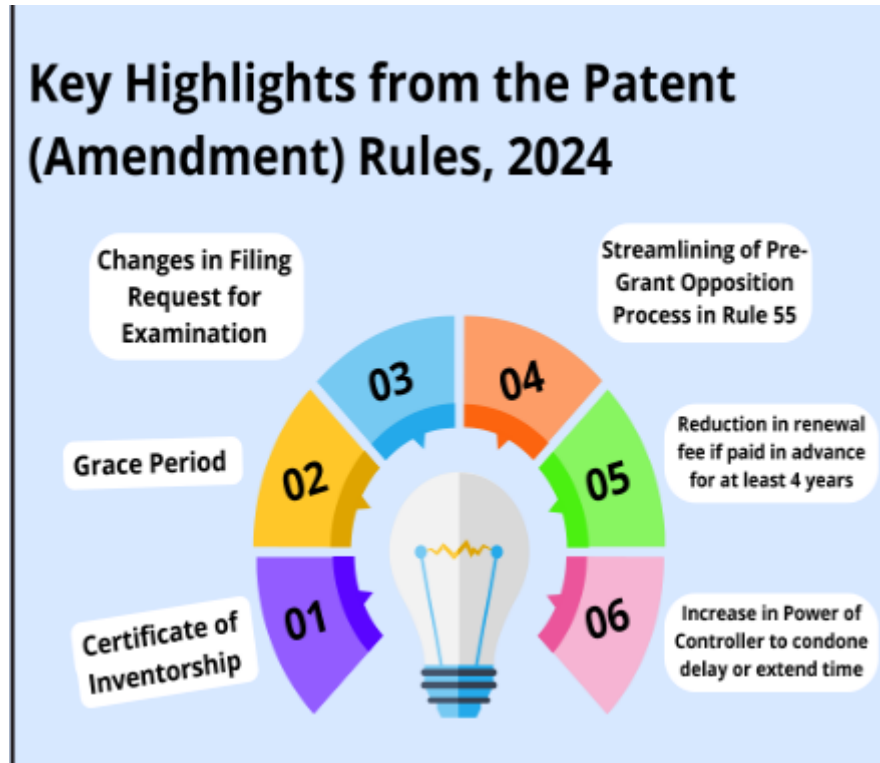 Key Highlights from the Patent
(Amendment) Rules, 2024
Changes in Filing
Request for
Examination
Streamlining of Pre-
Grant Opposition
Process in Rule 55
03
04
Grace Period
02
05
Reduction in renewal
fee if paid in advance
for at least 4 years
Certificate of
Inventorship
01
06
Increase in Power of
Controller to condone
delay or extend time